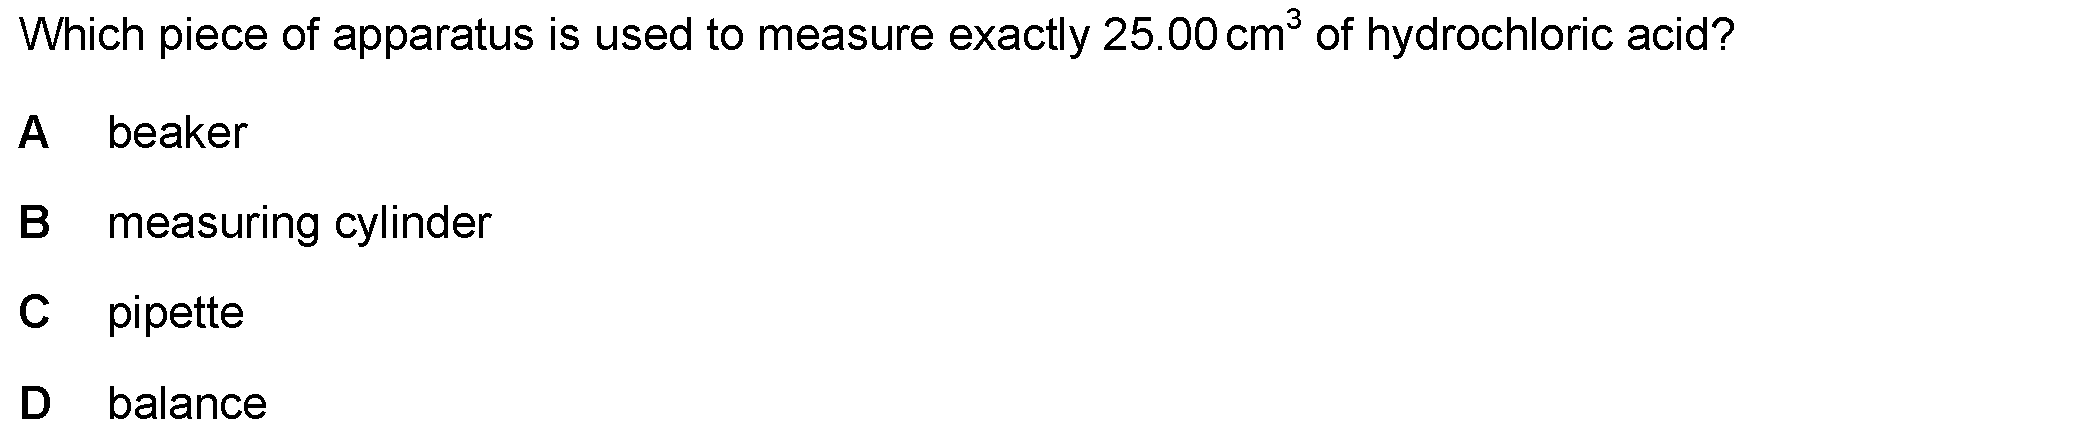 Which piece of apparatus is used to measure exactly 25.00 cm³ of hydrochloric acid?
A beaker
B measuring cylinder
C pipette
D balance